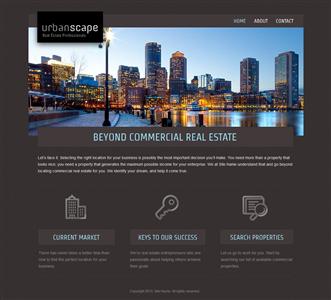 urbanscape
Real Estate Professionals
HOME ABOUT CONTACT
BEYOND COMMERCIAL REAL ESTATE
Let's face it. Selecting the right location for your business is possibly the most important decision you'll make. You need more than a property that
looks nice, you need a property that generates the maximum possible income for your enterprise. We at Site Name understand that and go beyond
locating commercial real estate for you. We identify your dream, and help it come true.
CURRENT MARKET KEYS TO OUR SUCCESS SEARCH PROPERTIES
There has never been a better time than
now to find the perfect location for your
business.
We're real estate entrepreneurs who are
passionate about helping others achieve
their goals.
Let us go to work for you. Start by
searching our list of available commercial
properties.
Copyright 2013. Site Name. All rights reserved.